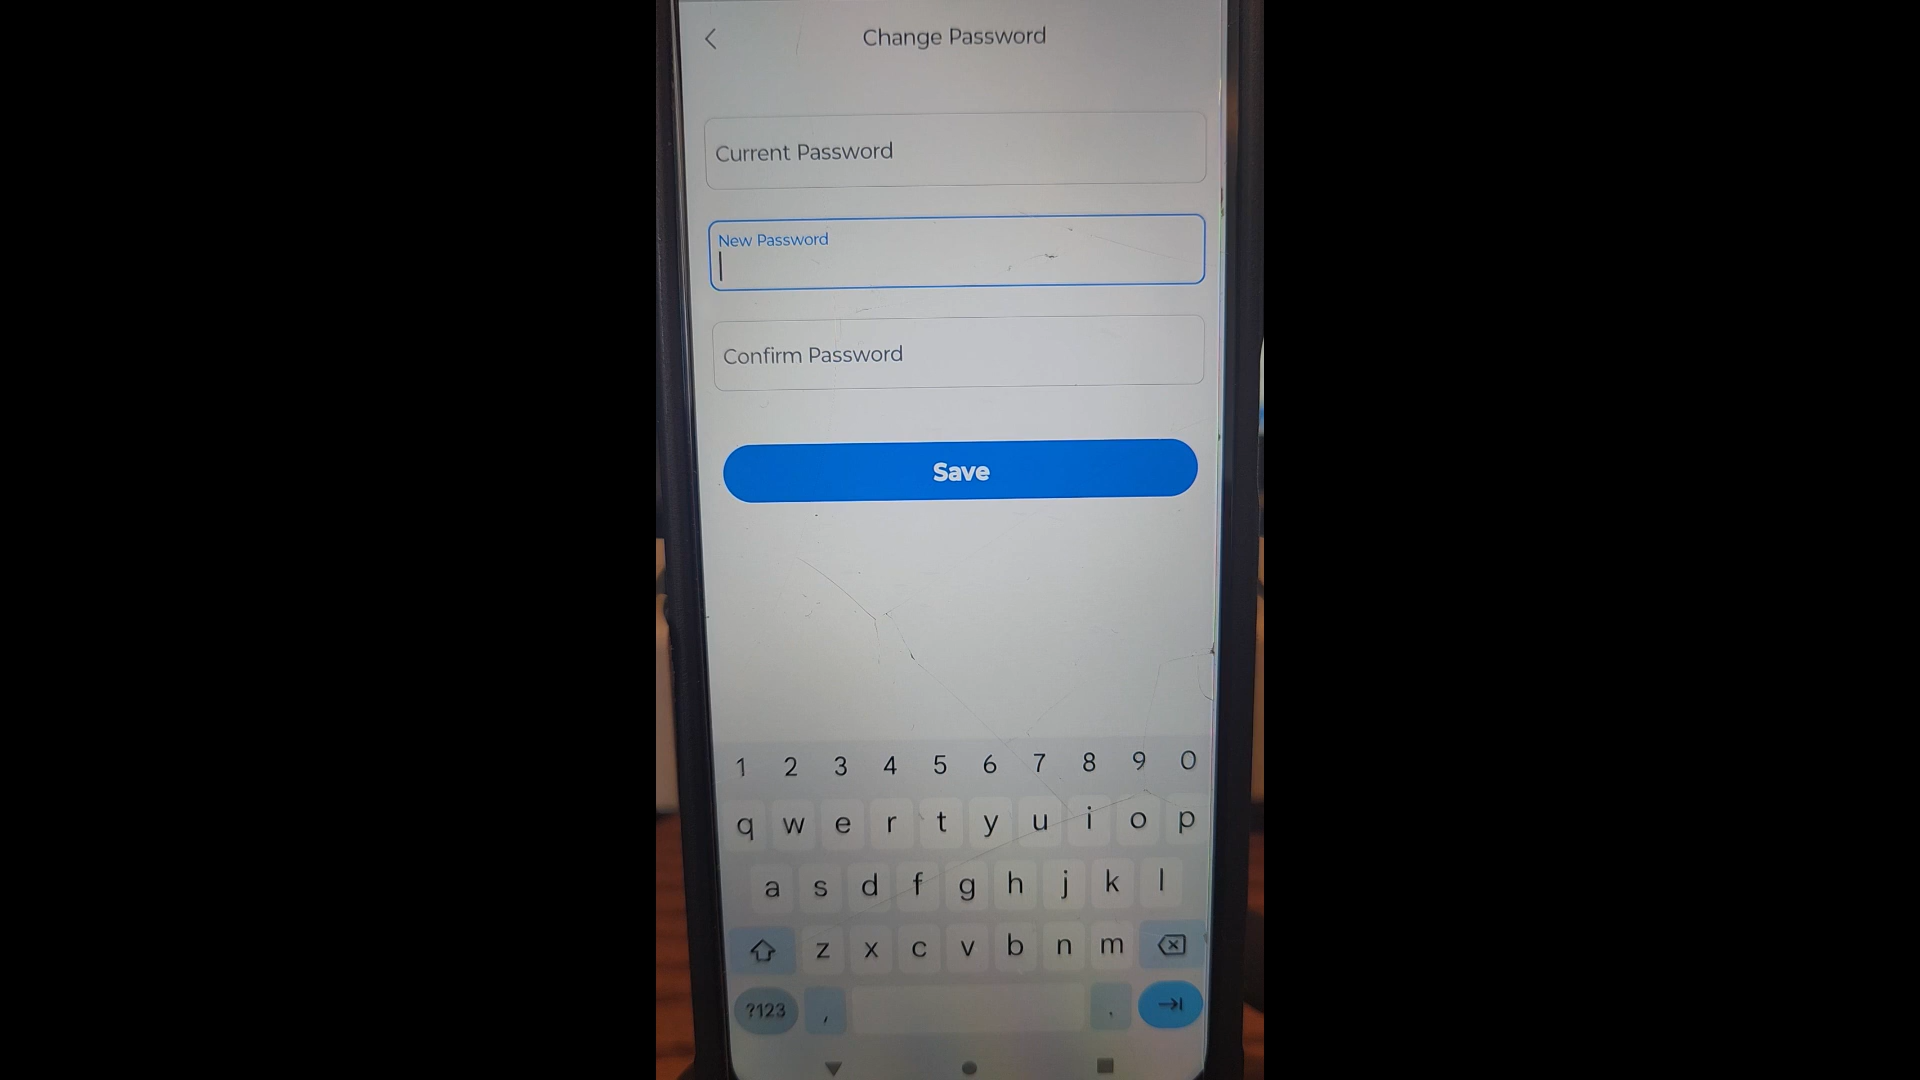 Change Password
Current Password
New Password
Confirm Password
Save
1 2 3 4 5 6 7 8 9 0
q w e r t y u i o p
a s d f g h j k l
z x c v b n m
?123 , .